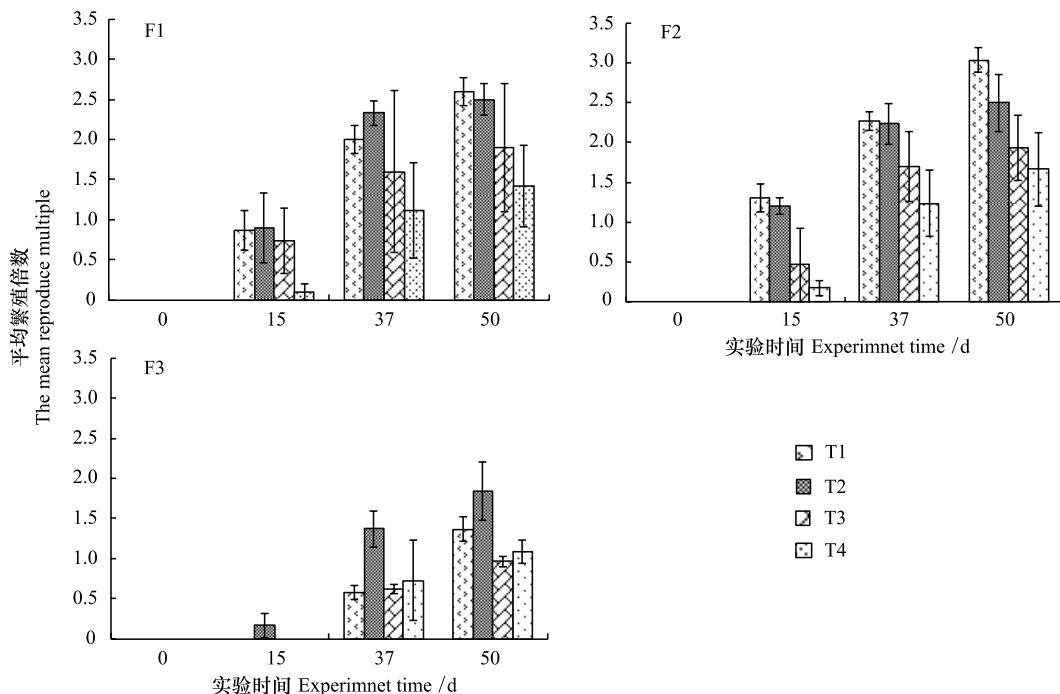 F1
3.5
3.0
2.5
2.0
1.5
1.0
0.5
0
0 15 37 50
F2
3.5
3.0
2.5
2.0
1.5
1.0
0.5
0
0 15 37 50
实验时间 Experimnet time /d
平均繁殖倍数
The mean reproduce multiple
F3
3.5
3.0
2.5
2.0
1.5
1.0
0.5
0
0 15 37 50
实验时间 Experimnet time /d
T1
T2
T3
T4